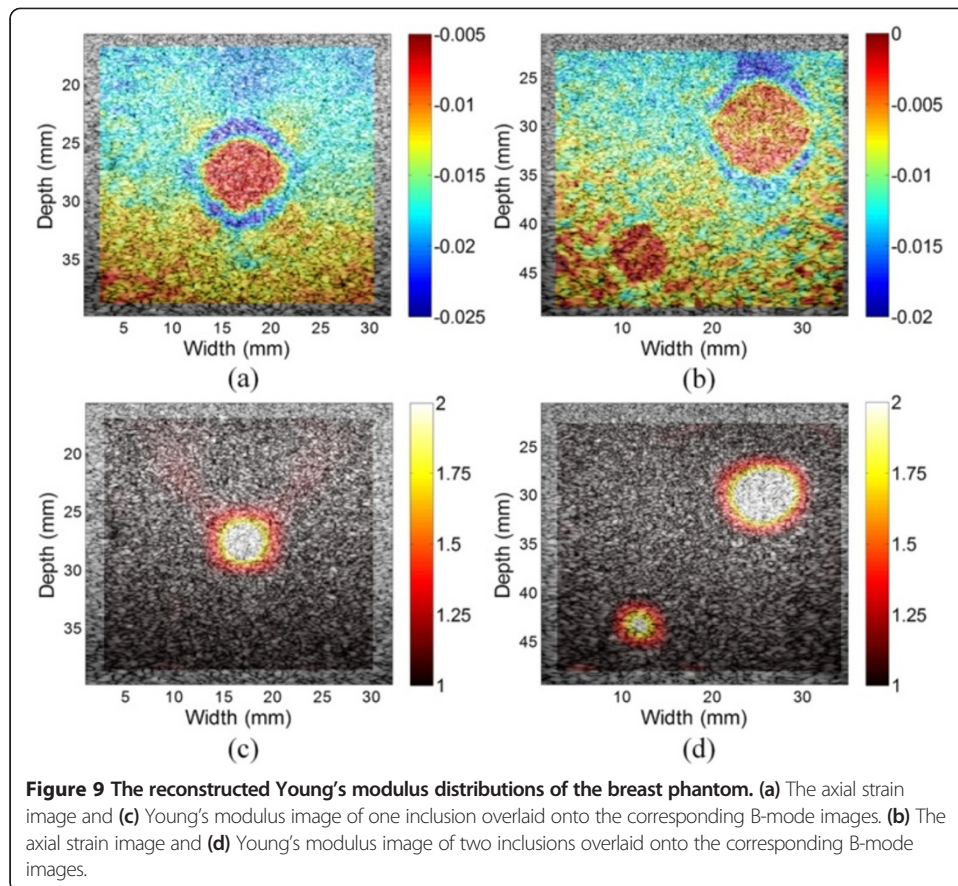 -0.005
-0.01
-0.015
-0.02
-0.025
20
25
30
35
Depth (mm)
5 10 15 20 25 30
Width (mm)
(a)
0
-0.005
-0.01
-0.015
-0.02
25
30
35
40
45
Depth (mm)
10 20 30
Width (mm)
(b)
2
1.75
1.5
1.25
1
20
25
30
35
Depth (mm)
5 10 15 20 25 30
Width (mm)
(c)
2
1.75
1.5
1.25
1
25
30
35
40
45
Depth (mm)
10 20 30
Width (mm)
(d)
Figure 9 The reconstructed Young’s modulus distributions of the breast phantom. (a) The axial strain
image and (c) Young’s modulus image of one inclusion overlaid onto the corresponding B-mode images. (b) The
axial strain image and (d) Young’s modulus image of two inclusions overlaid onto the corresponding B-mode
images.